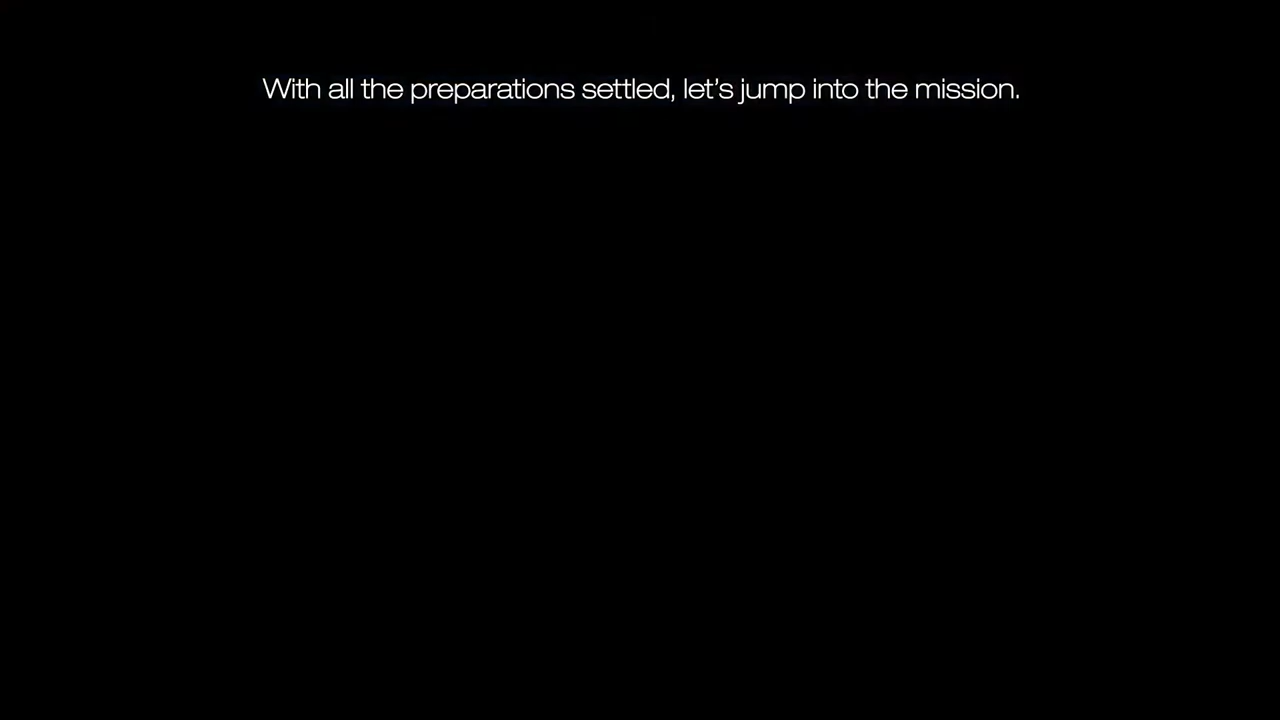 With all the preparations settled, let’s jump into the mission.